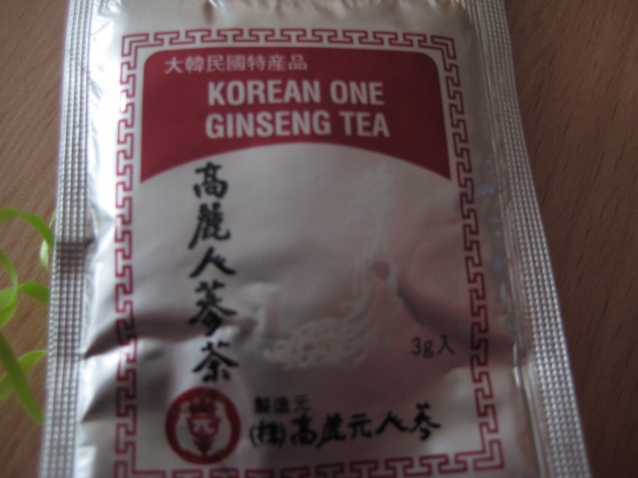 大韓民國特産品
KOREAN ONE
GINSENG TEA
高麗人蔘茶
3g入
製造元
(株)高麗元人蔘